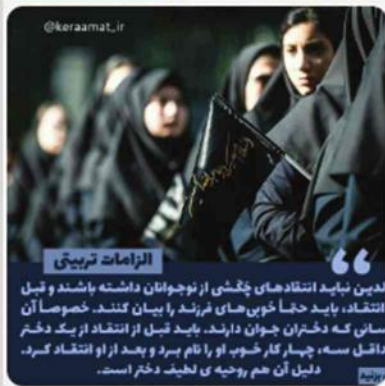 @keraamat_ir
الزامات تربیتی
لدین نباید انتقادهای چکشی از نوجوانان داشته باشند و قبل
انتقاد، باید حتماً خوبی‌های فرزند را بیان کنند. خصوصاً آن
سانی که دختران جوان دارند. باید قبل از انتقاد از یک دختر
داقل سه، چهار کار خوب او را نام برد و بعد از او انتقاد کرد.
دلیل آن هم روحیه ی لطیف دختر است.